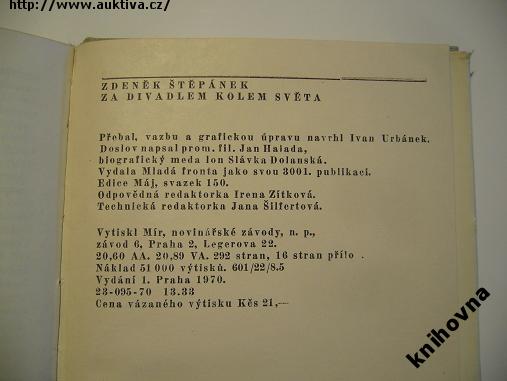 http://www.auktiva.cz/
ZDENĚK ŠTĚPÁNEK
ZA DIVADLEM KOLEM SVĚTA
Přebal, vazbu a grafickou úpravu navrhl Ivan Urbánek.
Doslov napsal prom. fil. Jan Halada,
biografický meda lon Slávka Dolanská.
Vydala Mladá fronta jako svou 3001. publikaci.
Edice Máj, svazek 150.
Odpovědná redaktorka Irena Zítková.
Technická redaktorka Jana Šilfertová.
Vytiskl Mír, novinářské závody, n. p.,
závod 6, Praha 2, Legerova 22.
20,60 AA. 20,89 VA. 292 stran, 16 stran přílo .
Náklad 51 000 výtisků. 601/22/8.5
Vydání 1. Praha 1970.
23-095-70 13.33
Cena vázaného výtisku Kčs 21,—
knihovna